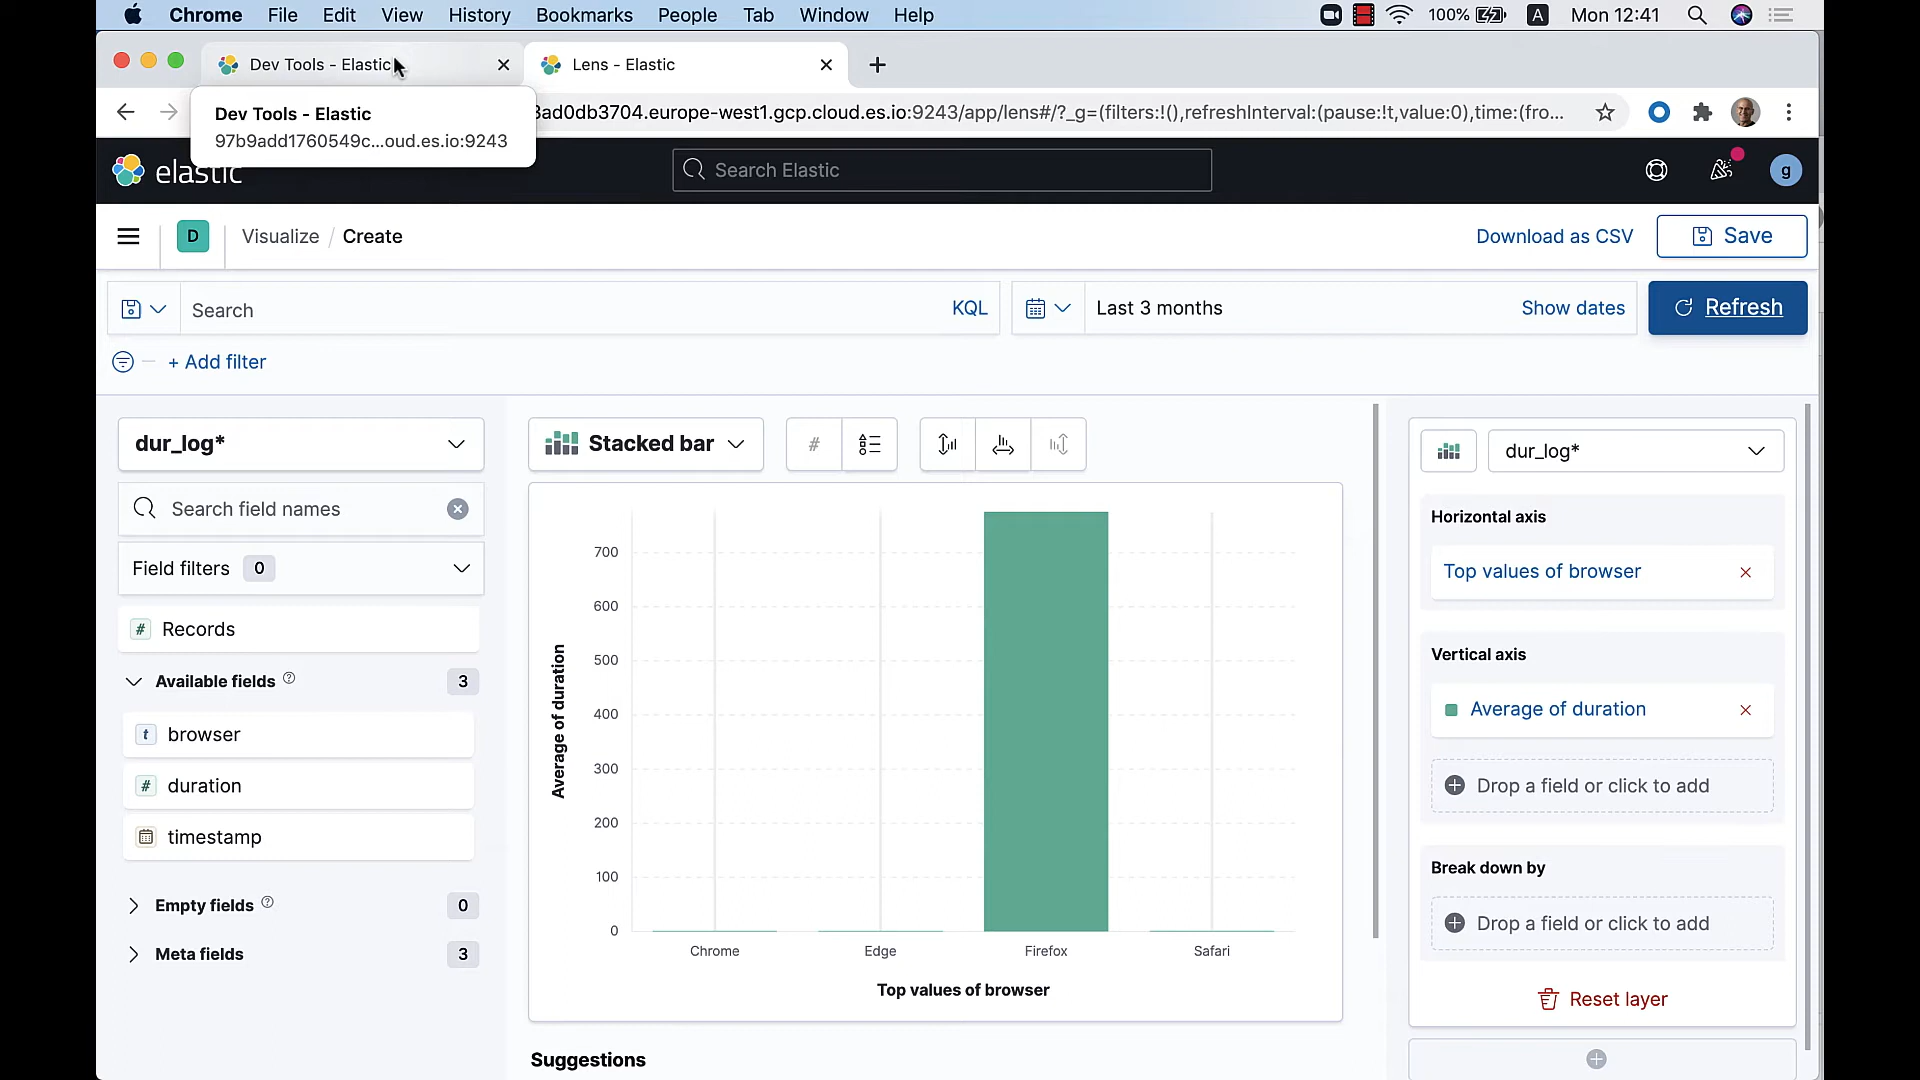 Chrome File Edit View History Bookmarks People Tab Window Help 100% A Mon 12:41
Dev Tools - Elastic Lens - Elastic
Dev Tools - Elastic
97b9add1760549c...oud.es.io:9243
3ad0db3704.europe-west1.gcp.cloud.es.io:9243/app/lens#/?_g=(filters:!(),refreshInterval:(pause:!t,value:0),time:(fro...
elastic Search Elastic g
D Visualize / Create Download as CSV Save
Search KQL Last 3 months Show dates Refresh
+ Add filter
dur_log*
Search field names
Field filters 0
# Records
Available fields 3
t browser
# duration
timestamp
Empty fields 0
Meta fields 3
Stacked bar #
700
600
500
400
300
200
100
0
Average of duration
Chrome Edge Firefox Safari
Top values of browser
Suggestions
dur_log*
Horizontal axis
Top values of browser
Vertical axis
Average of duration
Drop a field or click to add
Break down by
Drop a field or click to add
Reset layer